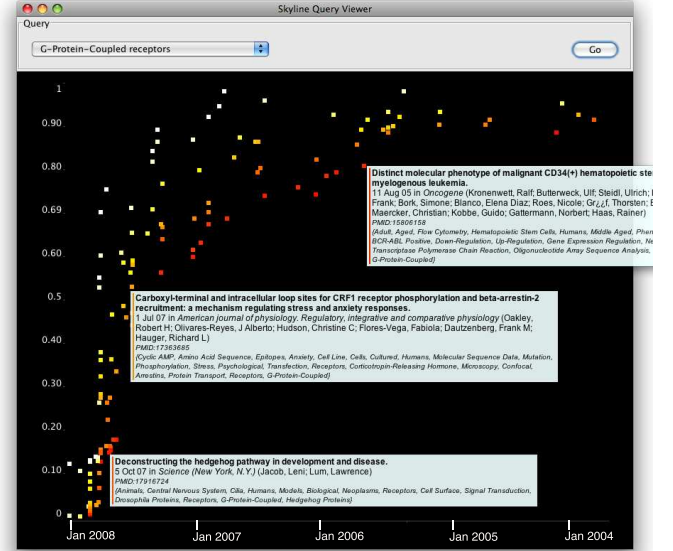 Skyline Query Viewer
Query
G-Protein-Coupled receptors
Go
1
0.90
0.80
0.69
0.60
0.5
0.40
0.30
0.20
0.10
0
Distinct molecular phenotype of malignant CD34(+) hematopoietic ste
myelogenous leukemia.
11 Aug 05 in Oncogene (Kronenwett, Ralf; Butterweck, Ulf; Steidl, Ulrich;
Frank; Bork, Simone; Blanco, Elena Diaz; Roes, Nicole; Gr¿¿f, Thorsten;
Maercker, Christian; Kobbe, Guido; Gattermann, Norbert; Haas, Rainer)
PMID:15806158
{Adult, Aged, Flow Cytometry, Hematopoietic Stem Cells, Humans, Middle Aged, Phen
BCR-ABL Positive, Down-Regulation, Up-Regulation, Gene Expression Regulation, Ne
Transcriptase Polymerase Chain Reaction, Oligonucleotide Array Sequence Analysis,
G-Protein-Coupled}
Carboxyl-terminal and intracellular loop sites for CRF1 receptor phosphorylation and beta-arrestin-2
recruitment: a mechanism regulating stress and anxiety responses.
1 Jul 07 in American journal of physiology. Regulatory, integrative and comparative physiology (Oakley,
Robert H; Olivares-Reyes, J Alberto; Hudson, Christine C; Flores-Vega, Fabiola; Dautzenberg, Frank M;
Hauger, Richard L)
PMID:17363685
{Cyclic AMP, Amino Acid Sequence, Epitopes, Anxiety, Cell Line, Cells, Cultured, Humans, Molecular Sequence Data, Mutation,
Phosphorylation, Stress, Psychological, Transfection, Receptors, Corticotropin-Releasing Hormone, Microscopy, Confocal,
Arrestins, Protein Transport, Receptors, G-Protein-Coupled}
Deconstructing the hedgehog pathway in development and disease.
5 Oct 07 in Science (New York, N.Y.) (Jacob, Leni; Lum, Lawrence)
PMID:17916724
{Animals, Central Nervous System, Cilia, Humans, Models, Biological, Neoplasms, Receptors, Cell Surface, Signal Transduction,
Drosophila Proteins, Receptors, G-Protein-Coupled, Hedgehog Proteins}
Jan 2008
Jan 2007
Jan 2006
Jan 2005
Jan 2004